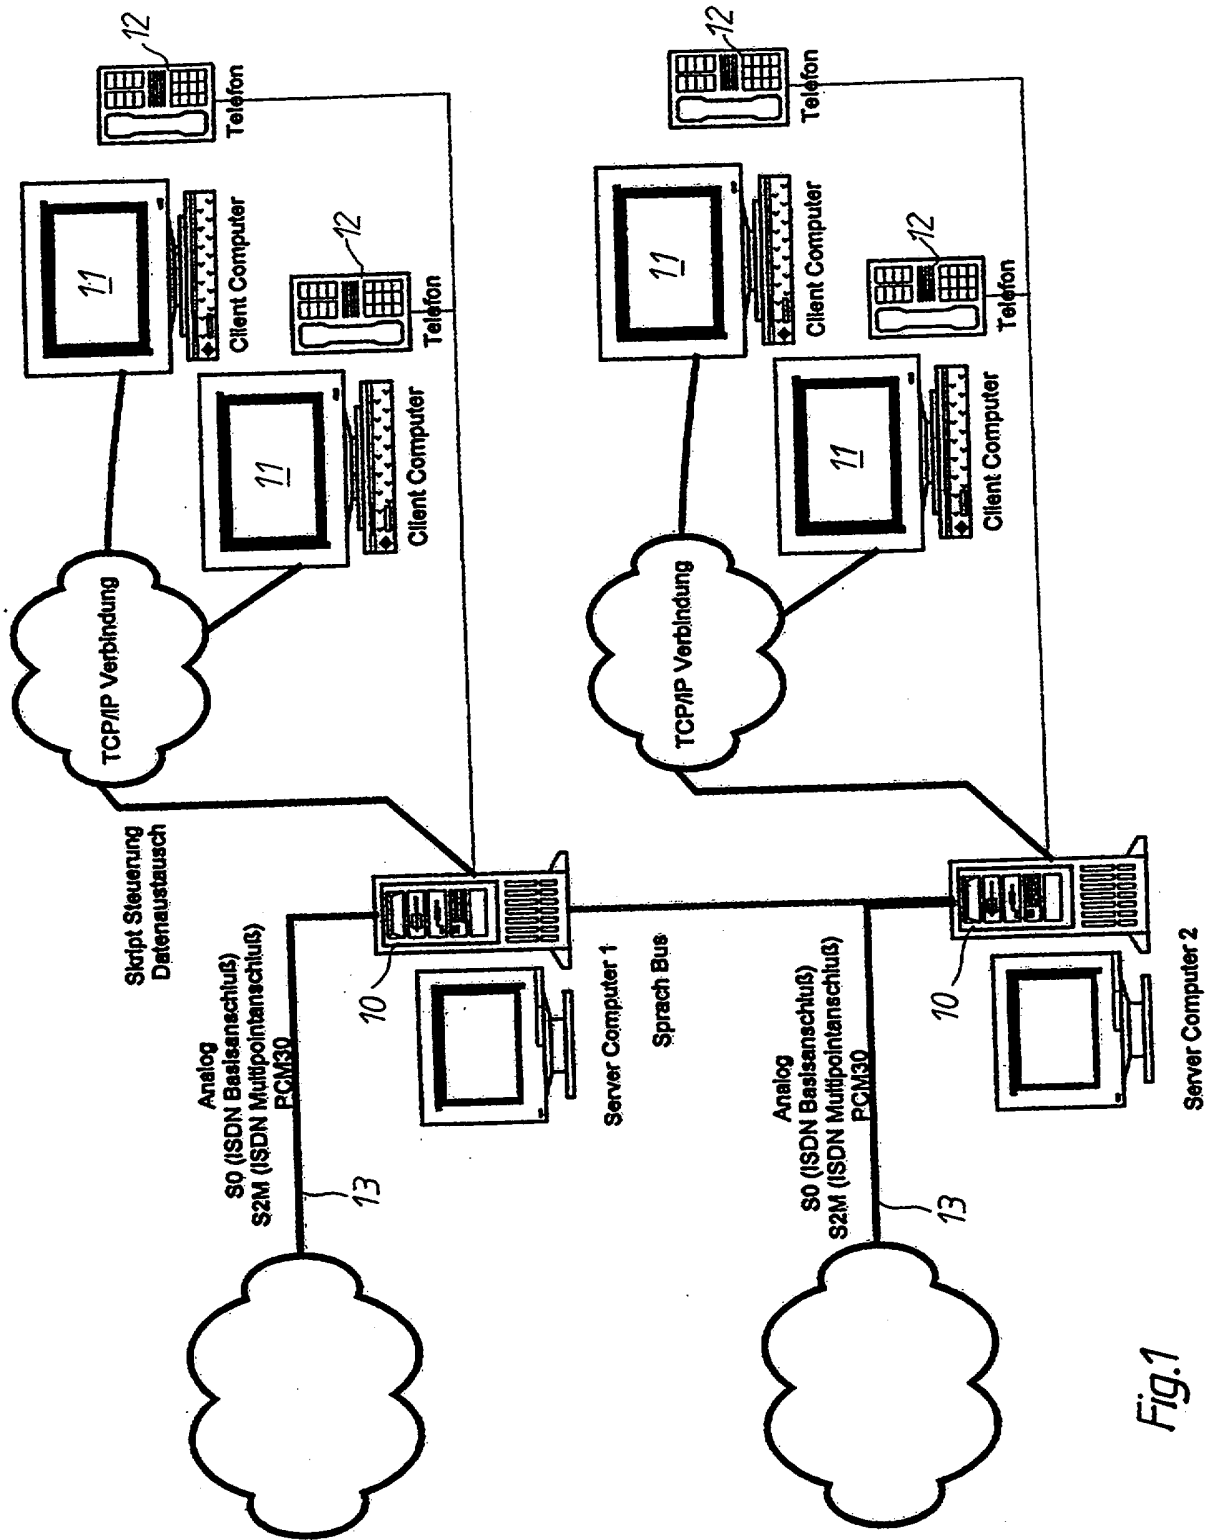 12
Telefon
11
Client Computer
12
Telefon
11
Client Computer
TCP/IP Verbindung
Skript Steuerung
Datenaustausch
10
Server Computer 1
Analog
S0 (ISDN Basisanschluß)
S2M (ISDN Multipointanschluß)
PCM30
13
Sprach Bus
12
Telefon
11
Client Computer
12
Telefon
11
Client Computer
TCP/IP Verbindung
10
Server Computer 2
Analog
S0 (ISDN Basisanschluß)
S2M (ISDN Multipointanschluß)
PCM30
13
Fig.1